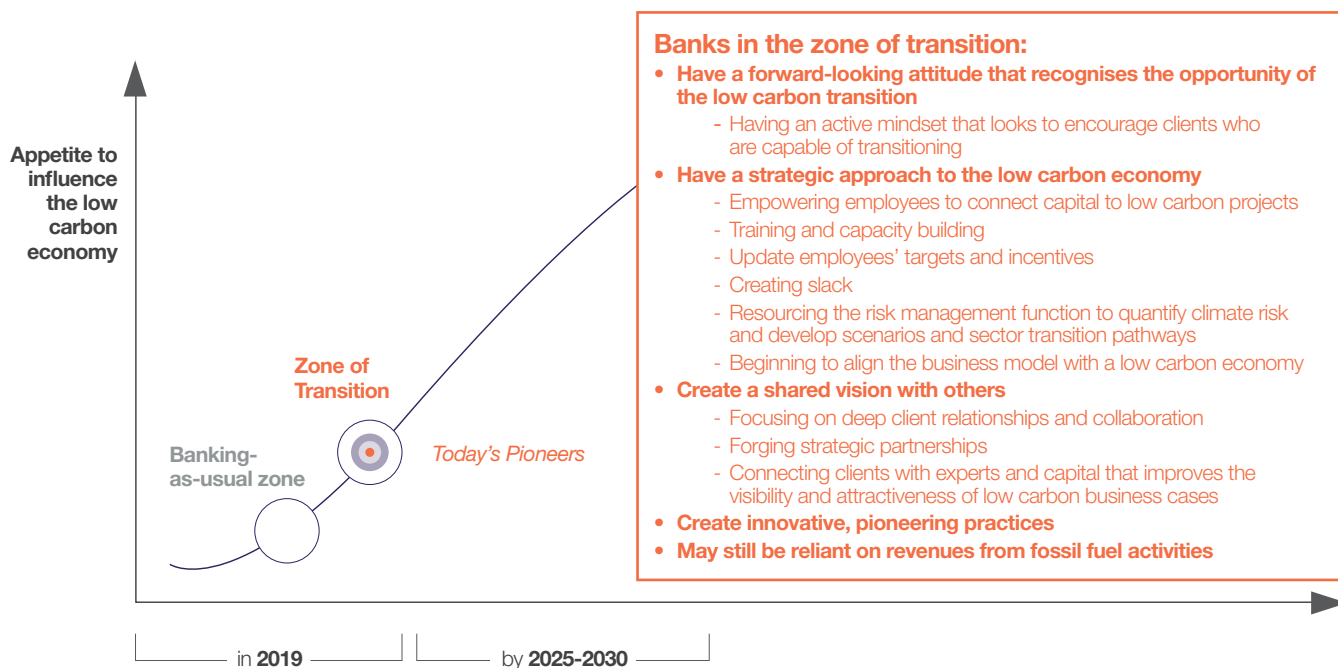 Appetite to
influence
the low
carbon
economy
Banking-
as-usual zone
Zone of
Transition
Today's Pioneers
Banks in the zone of transition:
• Have a forward-looking attitude that recognises the opportunity of
the low carbon transition
- Having an active mindset that looks to encourage clients who
are capable of transitioning
• Have a strategic approach to the low carbon economy
- Empowering employees to connect capital to low carbon projects
- Training and capacity building
- Update employees' targets and incentives
- Creating slack
- Resourcing the risk management function to quantify climate risk
and develop scenarios and sector transition pathways
- Beginning to align the business model with a low carbon economy
• Create a shared vision with others
- Focusing on deep client relationships and collaboration
- Forging strategic partnerships
- Connecting clients with experts and capital that improves the
visibility and attractiveness of low carbon business cases
• Create innovative, pioneering practices
• May still be reliant on revenues from fossil fuel activities
in 2019
by 2025-2030